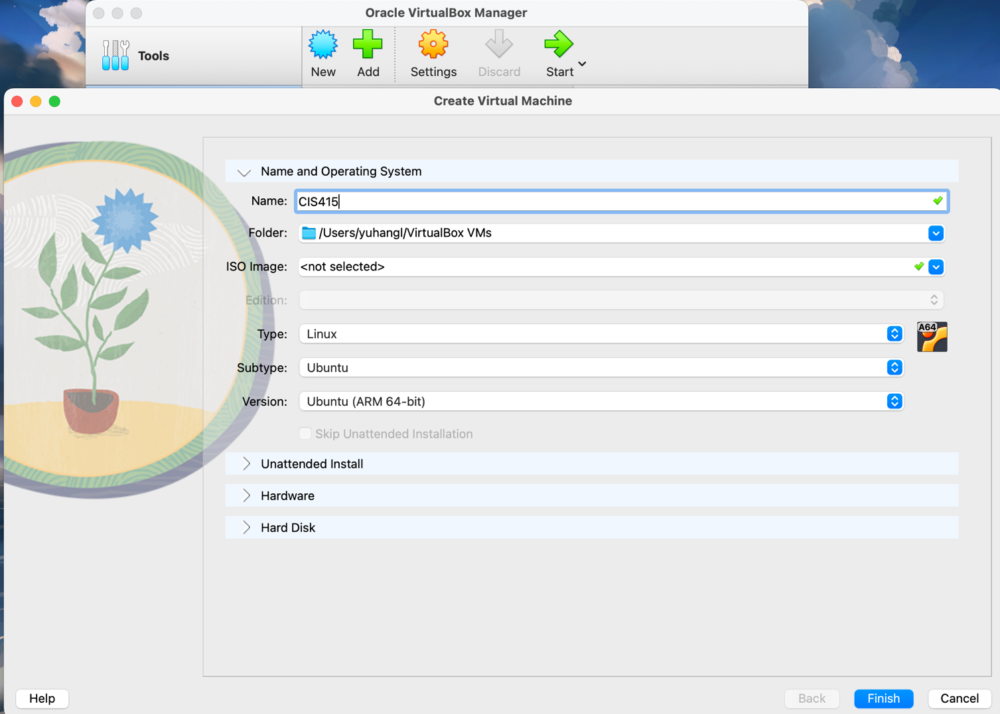 Oracle VirtualBox Manager
Tools
New
Add
Settings
Discard
Start
Create Virtual Machine
Name and Operating System
Name: CIS415
Folder: /Users/yuhangl/VirtualBox VMs
ISO Image: <not selected>
Edition:
Type: Linux
A64
Subtype: Ubuntu
Version: Ubuntu (ARM 64-bit)
Skip Unattended Installation
Unattended Install
Hardware
Hard Disk
Help
Back
Finish
Cancel